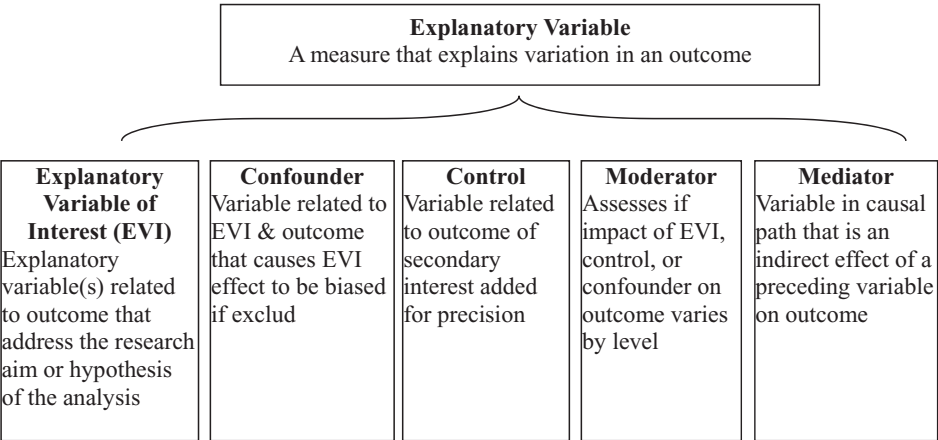 Explanatory Variable
A measure that explains variation in an outcome
Explanatory
Variable of
Interest (EVI)
Explanatory
variable(s) related
to outcome that
address the research
aim or hypothesis
of the analysis
Confounder
Variable related to
EVI & outcome
that causes EVI
effect to be biased
if exclud
Control
Variable related
to outcome of
secondary
interest added
for precision
Moderator
Assesses if
impact of EVI,
control, or
confounder on
outcome varies
by level
Mediator
Variable in causal
path that is an
indirect effect of a
preceding variable
on outcome